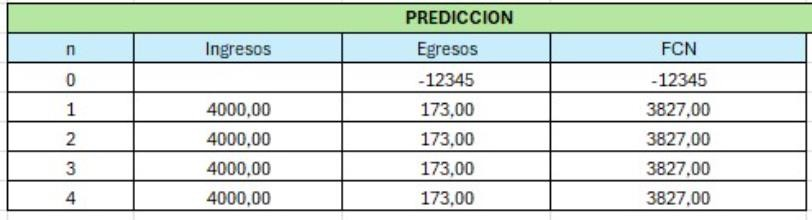 PREDICCION
n Ingresos Egresos FCN
0 -12345 -12345
1 4000,00 173,00 3827,00
2 4000,00 173,00 3827,00
3 4000,00 173,00 3827,00
4 4000,00 173,00 3827,00